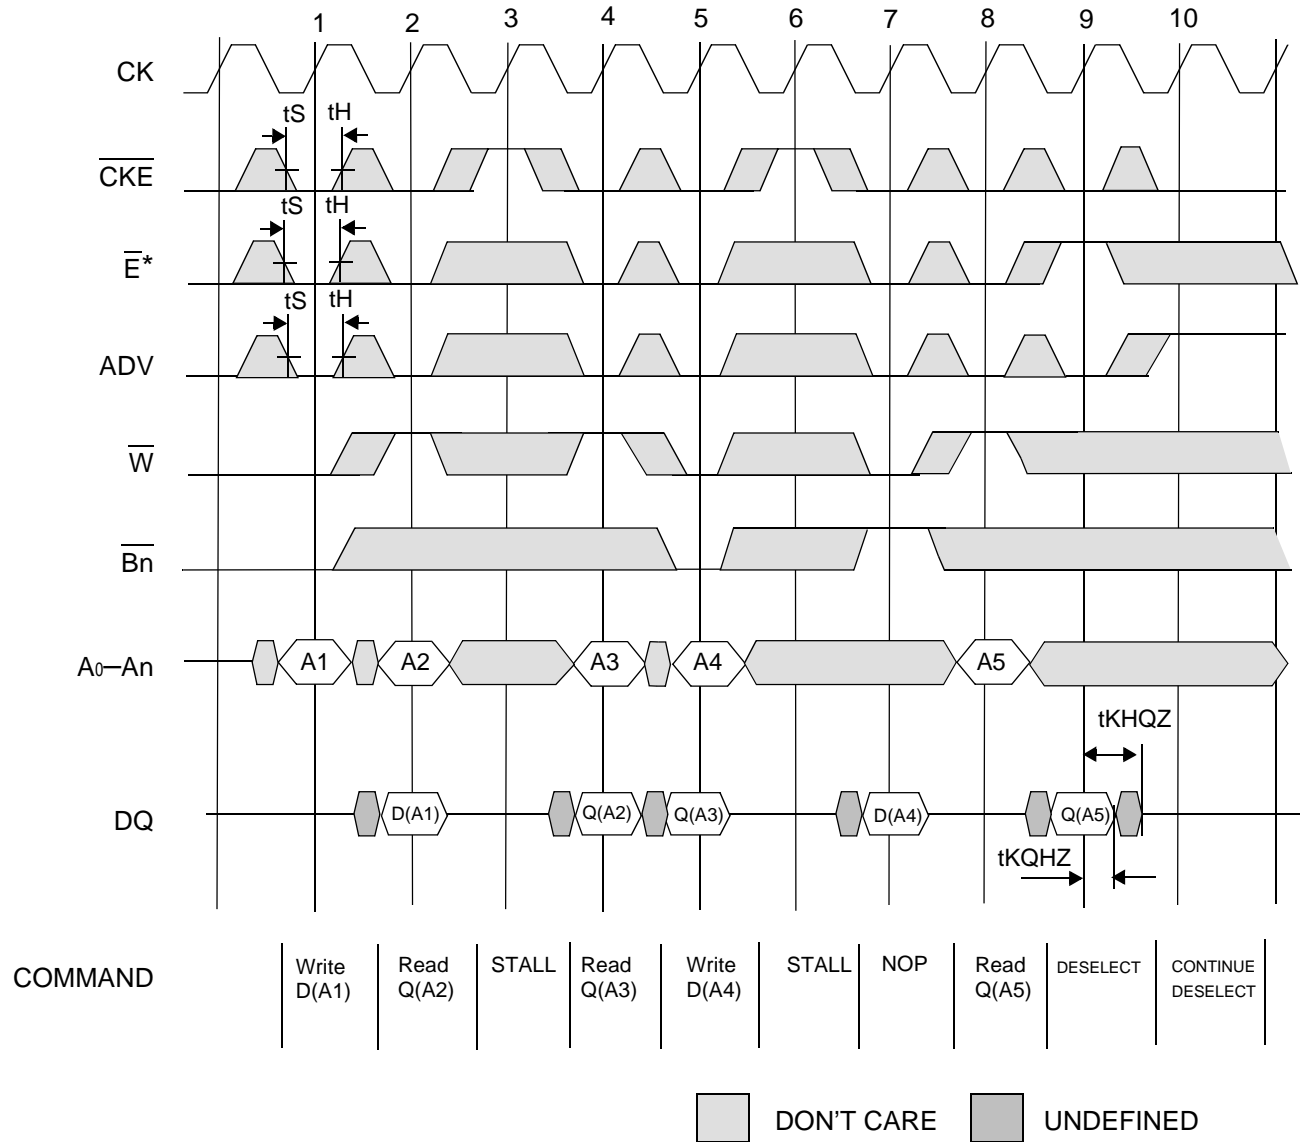 1 2 3 4 5 6 7 8 9 10
CK
tS tH
CKE
tS tH
E*
tS tH
ADV
W
Bn
A0–An A1 A2 A3 A4 A5
tKHQZ
DQ D(A1) Q(A2) Q(A3) D(A4) Q(A5)
tKQHZ
COMMAND Write Read STALL Read Write STALL NOP Read DESELECT CONTINUE
D(A1) Q(A2) Q(A3) D(A4) Q(A5) DESELECT
DON'T CARE UNDEFINED